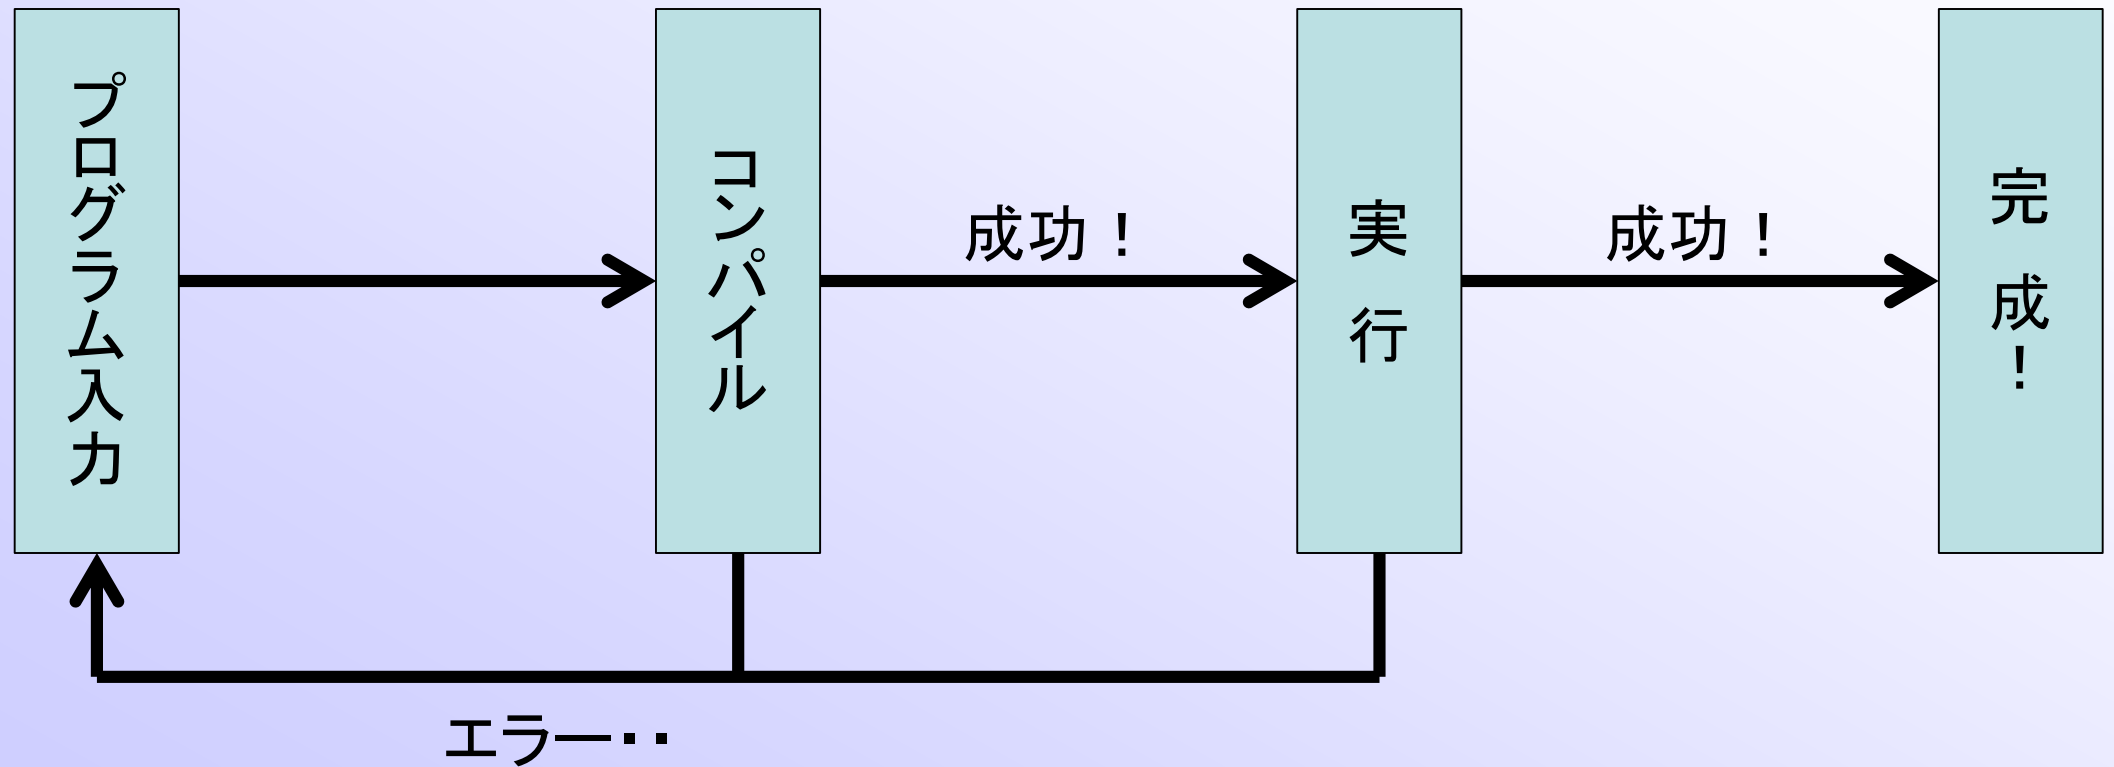 プログラム入力
コンパイル
成功！
実行
成功！
完成！
エラー・・